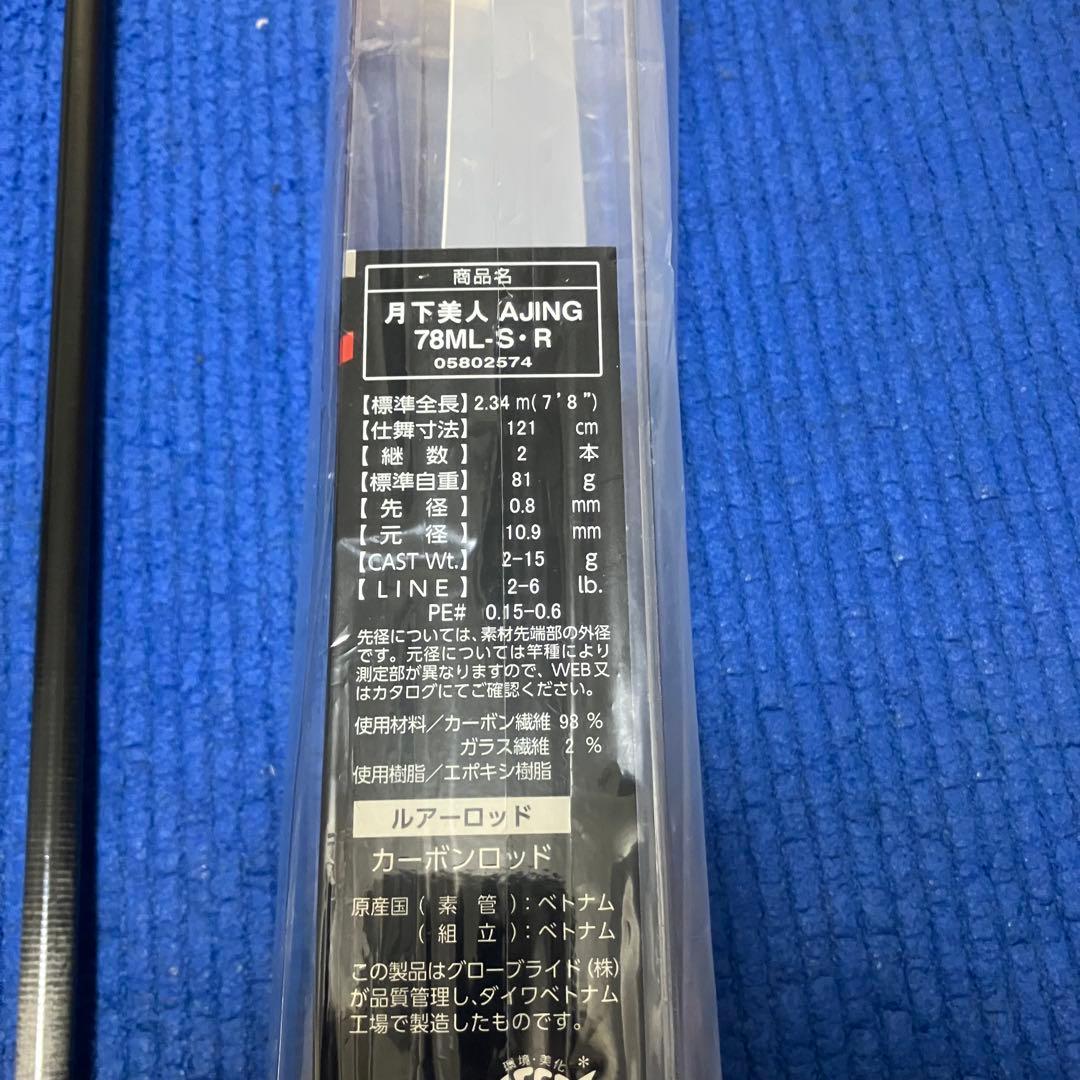 商品名
月下美人 AJING
78ML-S・R
05802574
【標準全長】2.34 m(7'8")
【仕舞寸法】 121 cm
【継 数】 2 本
【標準自重】 81 g
【先 径】 0.8 mm
【元 径】 10.9 mm
【CAST Wt.】 2-15 g
【LINE】 2-6 lb.
PE# 0.15-0.6
先径については、素材先端部の外径
です。元径については竿種により
測定部が異なりますので、WEB又
はカタログにてご確認ください。
使用材料/カーボン繊維 98 %
ガラス繊維 2 %
使用樹脂/エポキシ樹脂
ルアーロッド
カーボンロッド
原産国(素 管):ベトナム
(組 立):ベトナム
この製品はグローブライド(株)
が品質管理し、ダイワベトナム
工場で製造したものです。
環境・美化